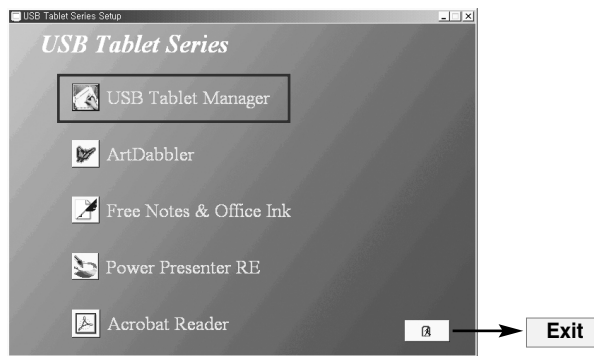 USB Tablet Series Setup
USB Tablet Series
USB Tablet Manager
ArtDabbler
Free Notes & Office Ink
Power Presenter RE
Acrobat Reader
Exit